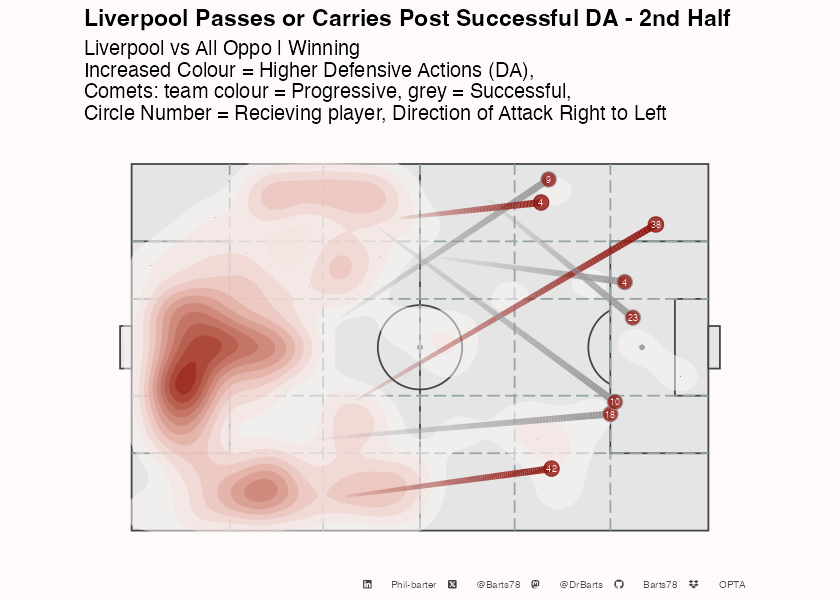 Liverpool Passes or Carries Post Successful DA - 2nd Half
Liverpool vs All Oppo | Winning
Increased Colour = Higher Defensive Actions (DA),
Comets: team colour = Progressive, grey = Successful,
Circle Number = Recieving player, Direction of Attack Right to Left
9
4
38
4
23
10
18
42
Phil-barter @Barts78 @DrBarts Barts78 OPTA